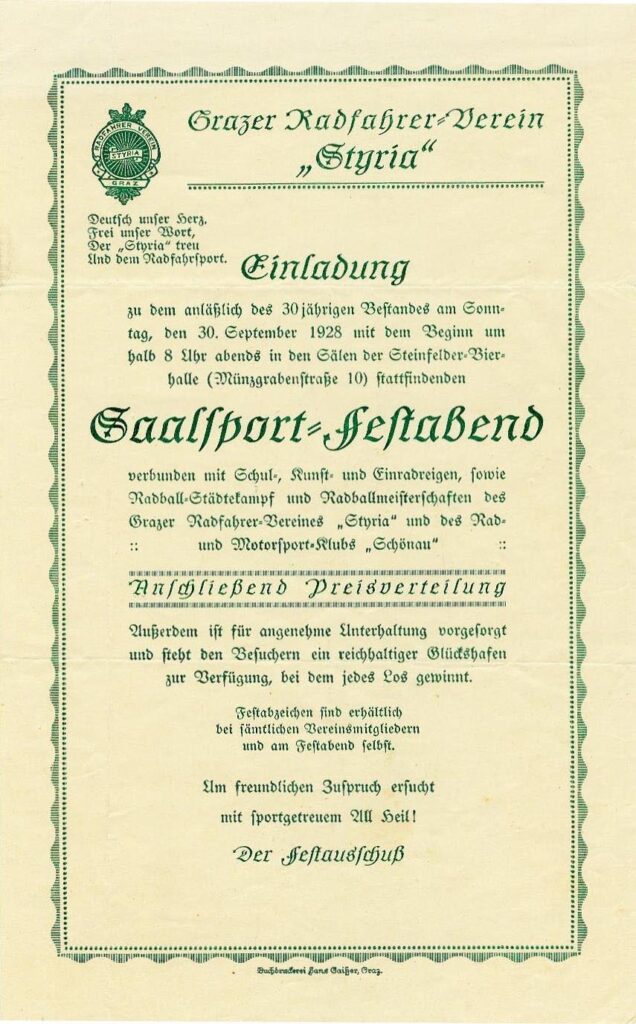 RADFAHRER VEREIN
STYRIA
GRAZ
Grazer Radfahrer-Verein
„Styria“
Deutsch unser Herz,
Frei unser Wort,
Der „Styria“ treu
Und dem Radfahrsport.
Einladung
zu dem anläßlich des 30jährigen Bestandes am Sonn-
tag, den 30. September 1928 mit dem Beginn um
halb 8 Uhr abends in den Sälen der Steinfelder-Bier-
halle (Münzgrabenstraße 10) stattfindenden
Saalsport-Festabend
verbunden mit Schul-, Kunst- und Einradreigen, sowie
Radball-Städtekampf und Radballmeisterschaften des
Grazer Radfahrer-Vereines „Styria“ und des Rad-
:: und Motorsport-Klubs „Schönau“ ::
Anschließend Preisverteilung
Außerdem ist für angenehme Unterhaltung vorgesorgt
und steht den Besuchern ein reichhaltiger Glückshafen
zur Verfügung, bei dem jedes Los gewinnt.
Festabzeichen sind erhältlich
bei sämtlichen Vereinsmitgliedern
und am Festabend selbst.
Um freundlichen Zuspruch ersucht
mit sportgetreuem All Heil!
Der Festausschuß
Buchdruckerei Hans Gaißer, Graz.